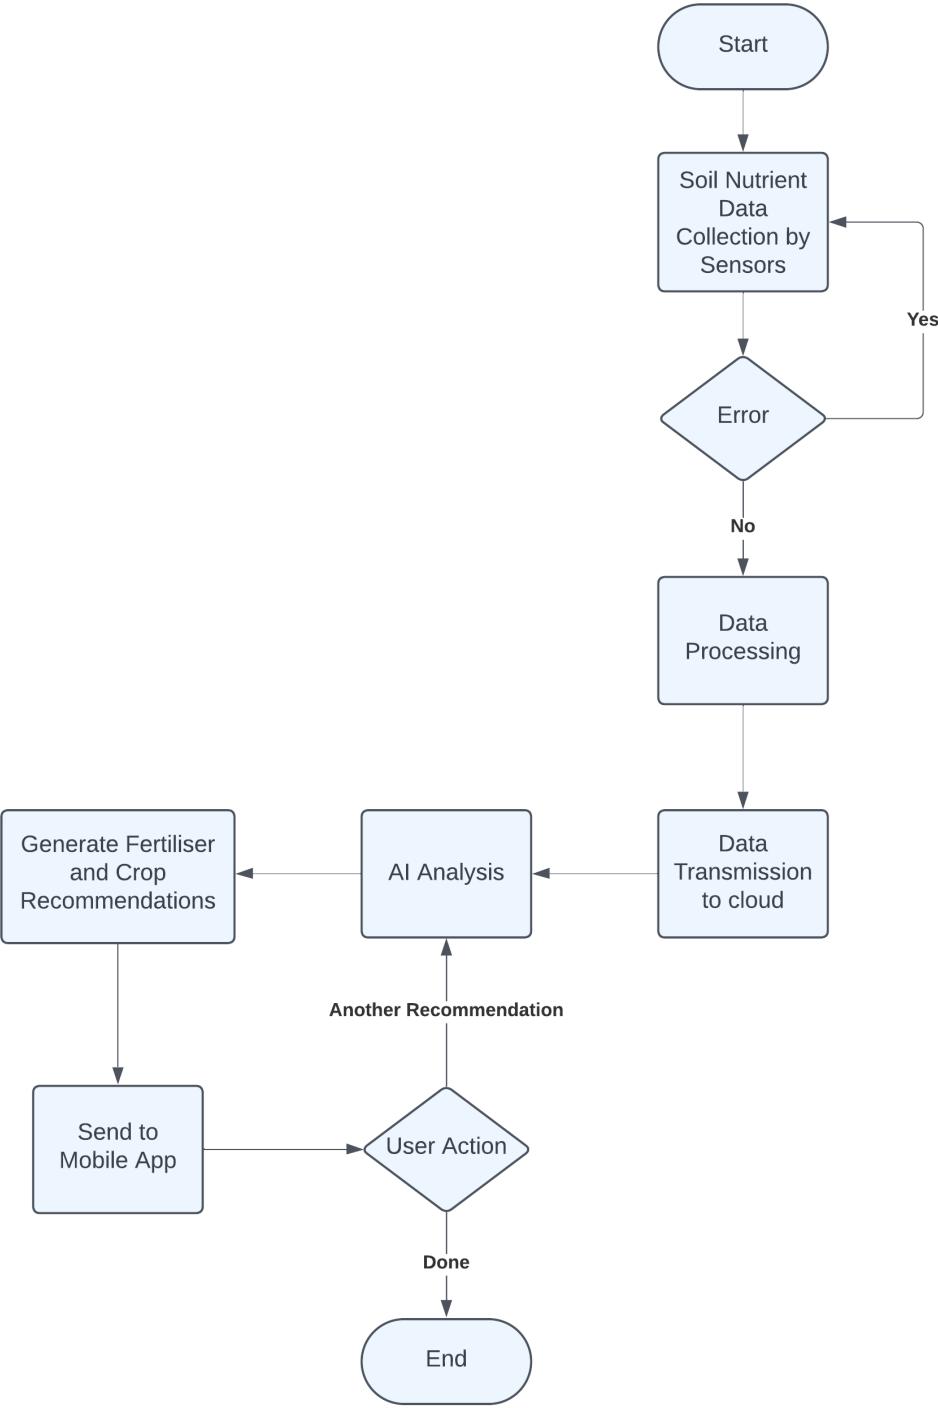 Start
Soil Nutrient
Data
Collection by
Sensors
Yes
Error
No
Data
Processing
Data
Transmission
to cloud
AI Analysis
Generate Fertiliser
and Crop
Recommendations
Another Recommendation
Send to
Mobile App
User Action
Done
End